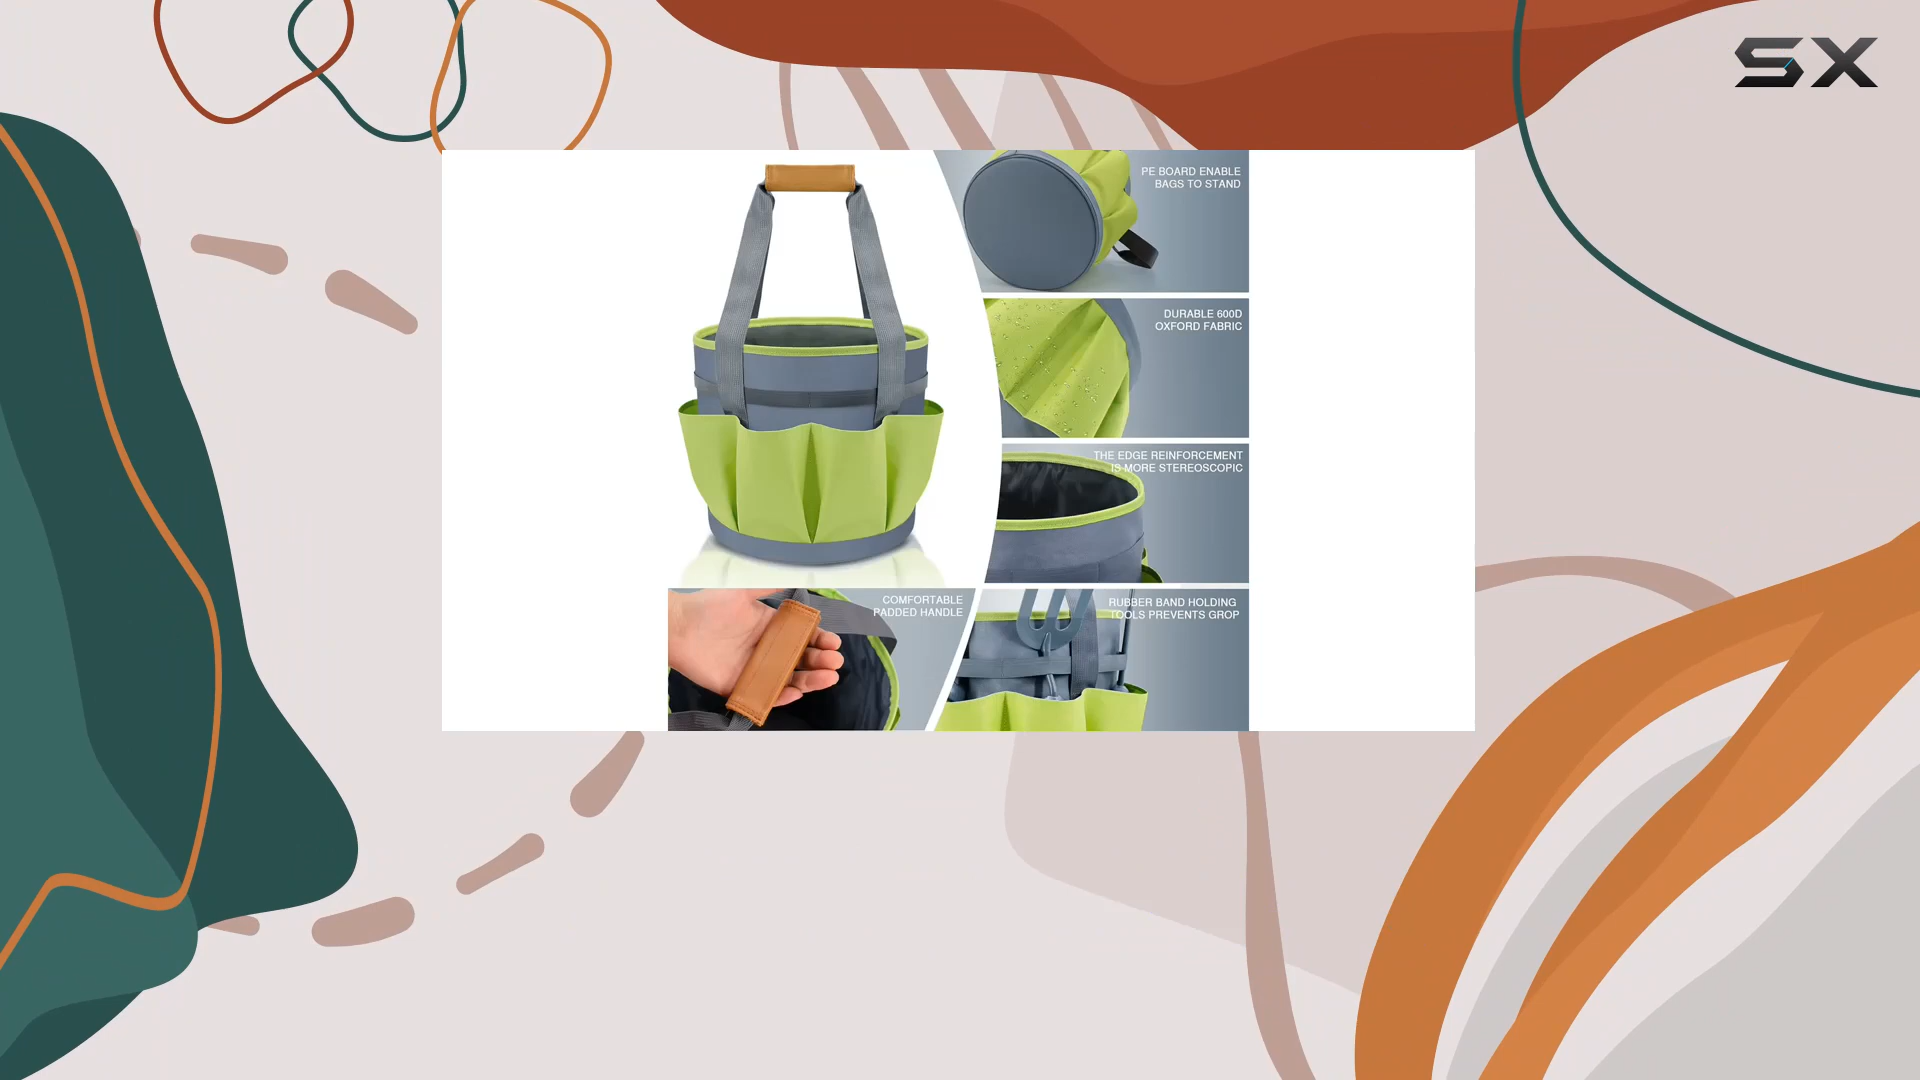 SX
PE BOARD ENABLE
BAGS TO STAND
DURABLE 600D
OXFORD FABRIC
THE EDGE REINFORCEMENT
IS MORE STEREOSCOPIC
COMFORTABLE
PADDED HANDLE
RUBBER BAND HOLDING
TOOLS PREVENTS GROP